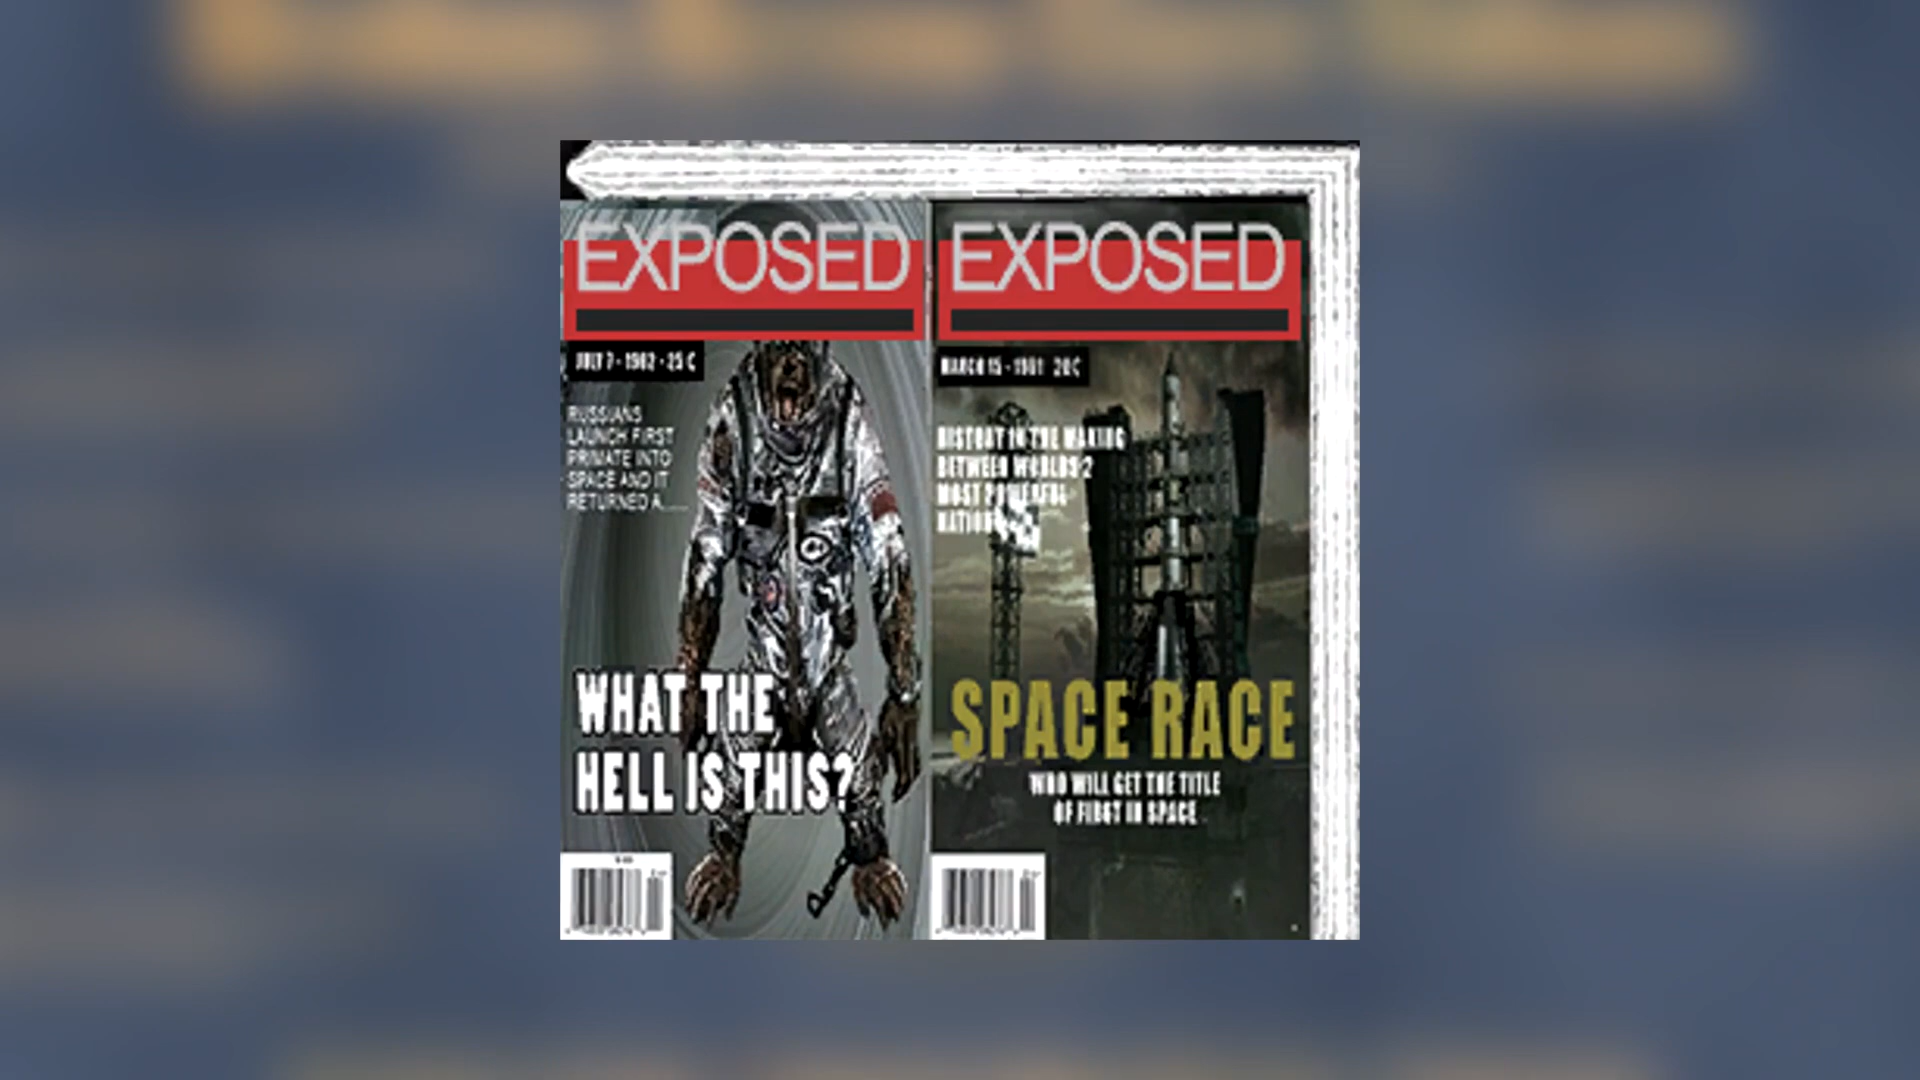 EXPOSED
JULY 7 - 1962 - 25 C
RUSSIANS
LAUNCH FIRST
PRIMATE INTO
SPACE AND IT
RETURNED A......
WHAT THE
HELL IS THIS?
EXPOSED
MARCH 15 - 1961 20 C
HISTORY IN THE MAKING
BETWEEN WORLDS 2
MOST POWERFUL
SPACE RACE
WHO WILL GET THE TITLE
OF FIRST IN SPACE